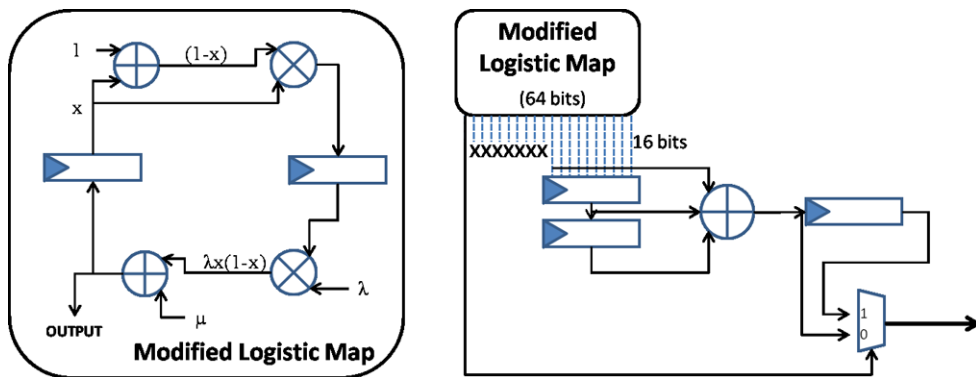 1
(1-x)
x
λx(1-x)
λ
μ
OUTPUT
Modified Logistic Map
Modified
Logistic Map
(64 bits)
XXXXXXX
16 bits
1
0